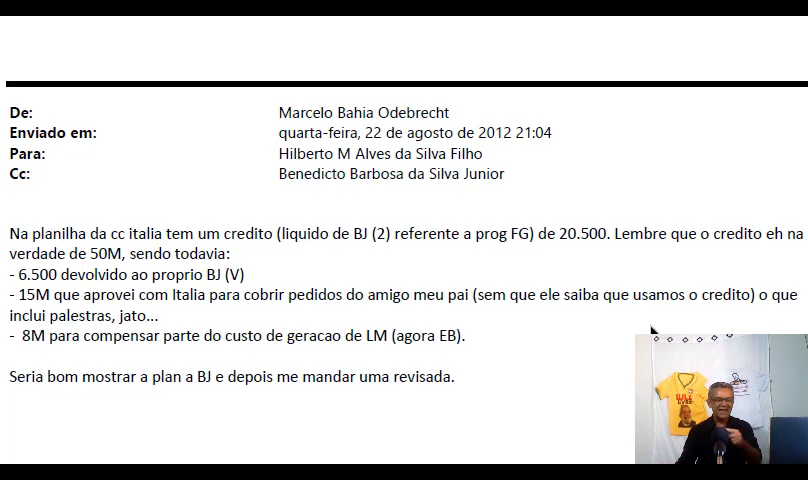 De: Marcelo Bahia Odebrecht
Enviado em: quarta-feira, 22 de agosto de 2012 21:04
Para: Hilberto M Alves da Silva Filho
Cc: Benedicto Barbosa da Silva Junior
Na planilha da cc italia tem um credito (liquido de BJ (2) referente a prog FG) de 20.500. Lembre que o credito eh na
verdade de 50M, sendo todavia:
- 6.500 devolvido ao proprio BJ (V)
- 15M que aprovei com Italia para cobrir pedidos do amigo meu pai (sem que ele saiba que usamos o credito) o que
inclui palestras, jato...
- 8M para compensar parte do custo de geracao de LM (agora EB).
Seria bom mostrar a plan a BJ e depois me mandar uma revisada.